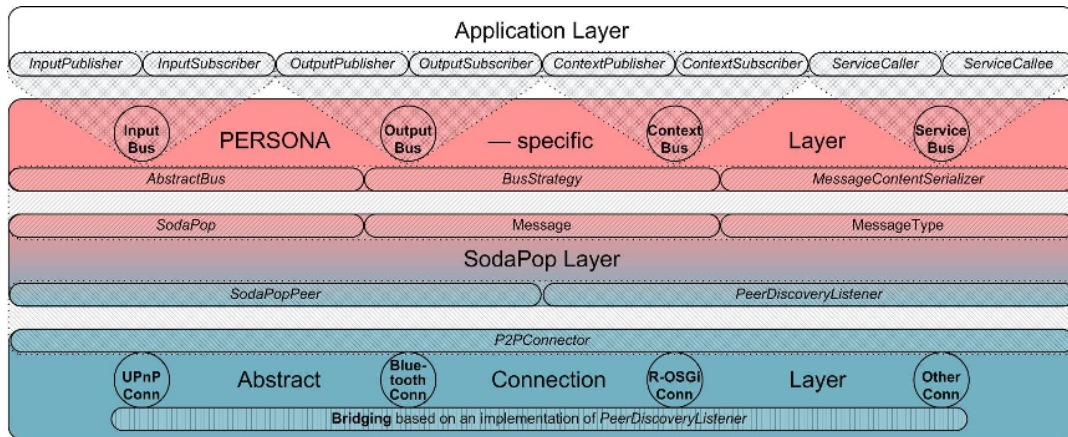 Application Layer
InputPublisher InputSubscriber OutputPublisher OutputSubscriber ContextPublisher ContextSubscriber ServiceCaller ServiceCallee
Input Bus PERSONA Output Bus — specific Context Bus Layer Service Bus
AbstractBus BusStrategy MessageContentSerializer
SodaPop Message MessageType
SodaPop Layer
SodaPopPeer PeerDiscoveryListener
P2PConnector
UPnP Conn Abstract Blue-tooth Conn Connection R-OSGi Conn Layer Other Conn
Bridging based on an implementation of PeerDiscoveryListener